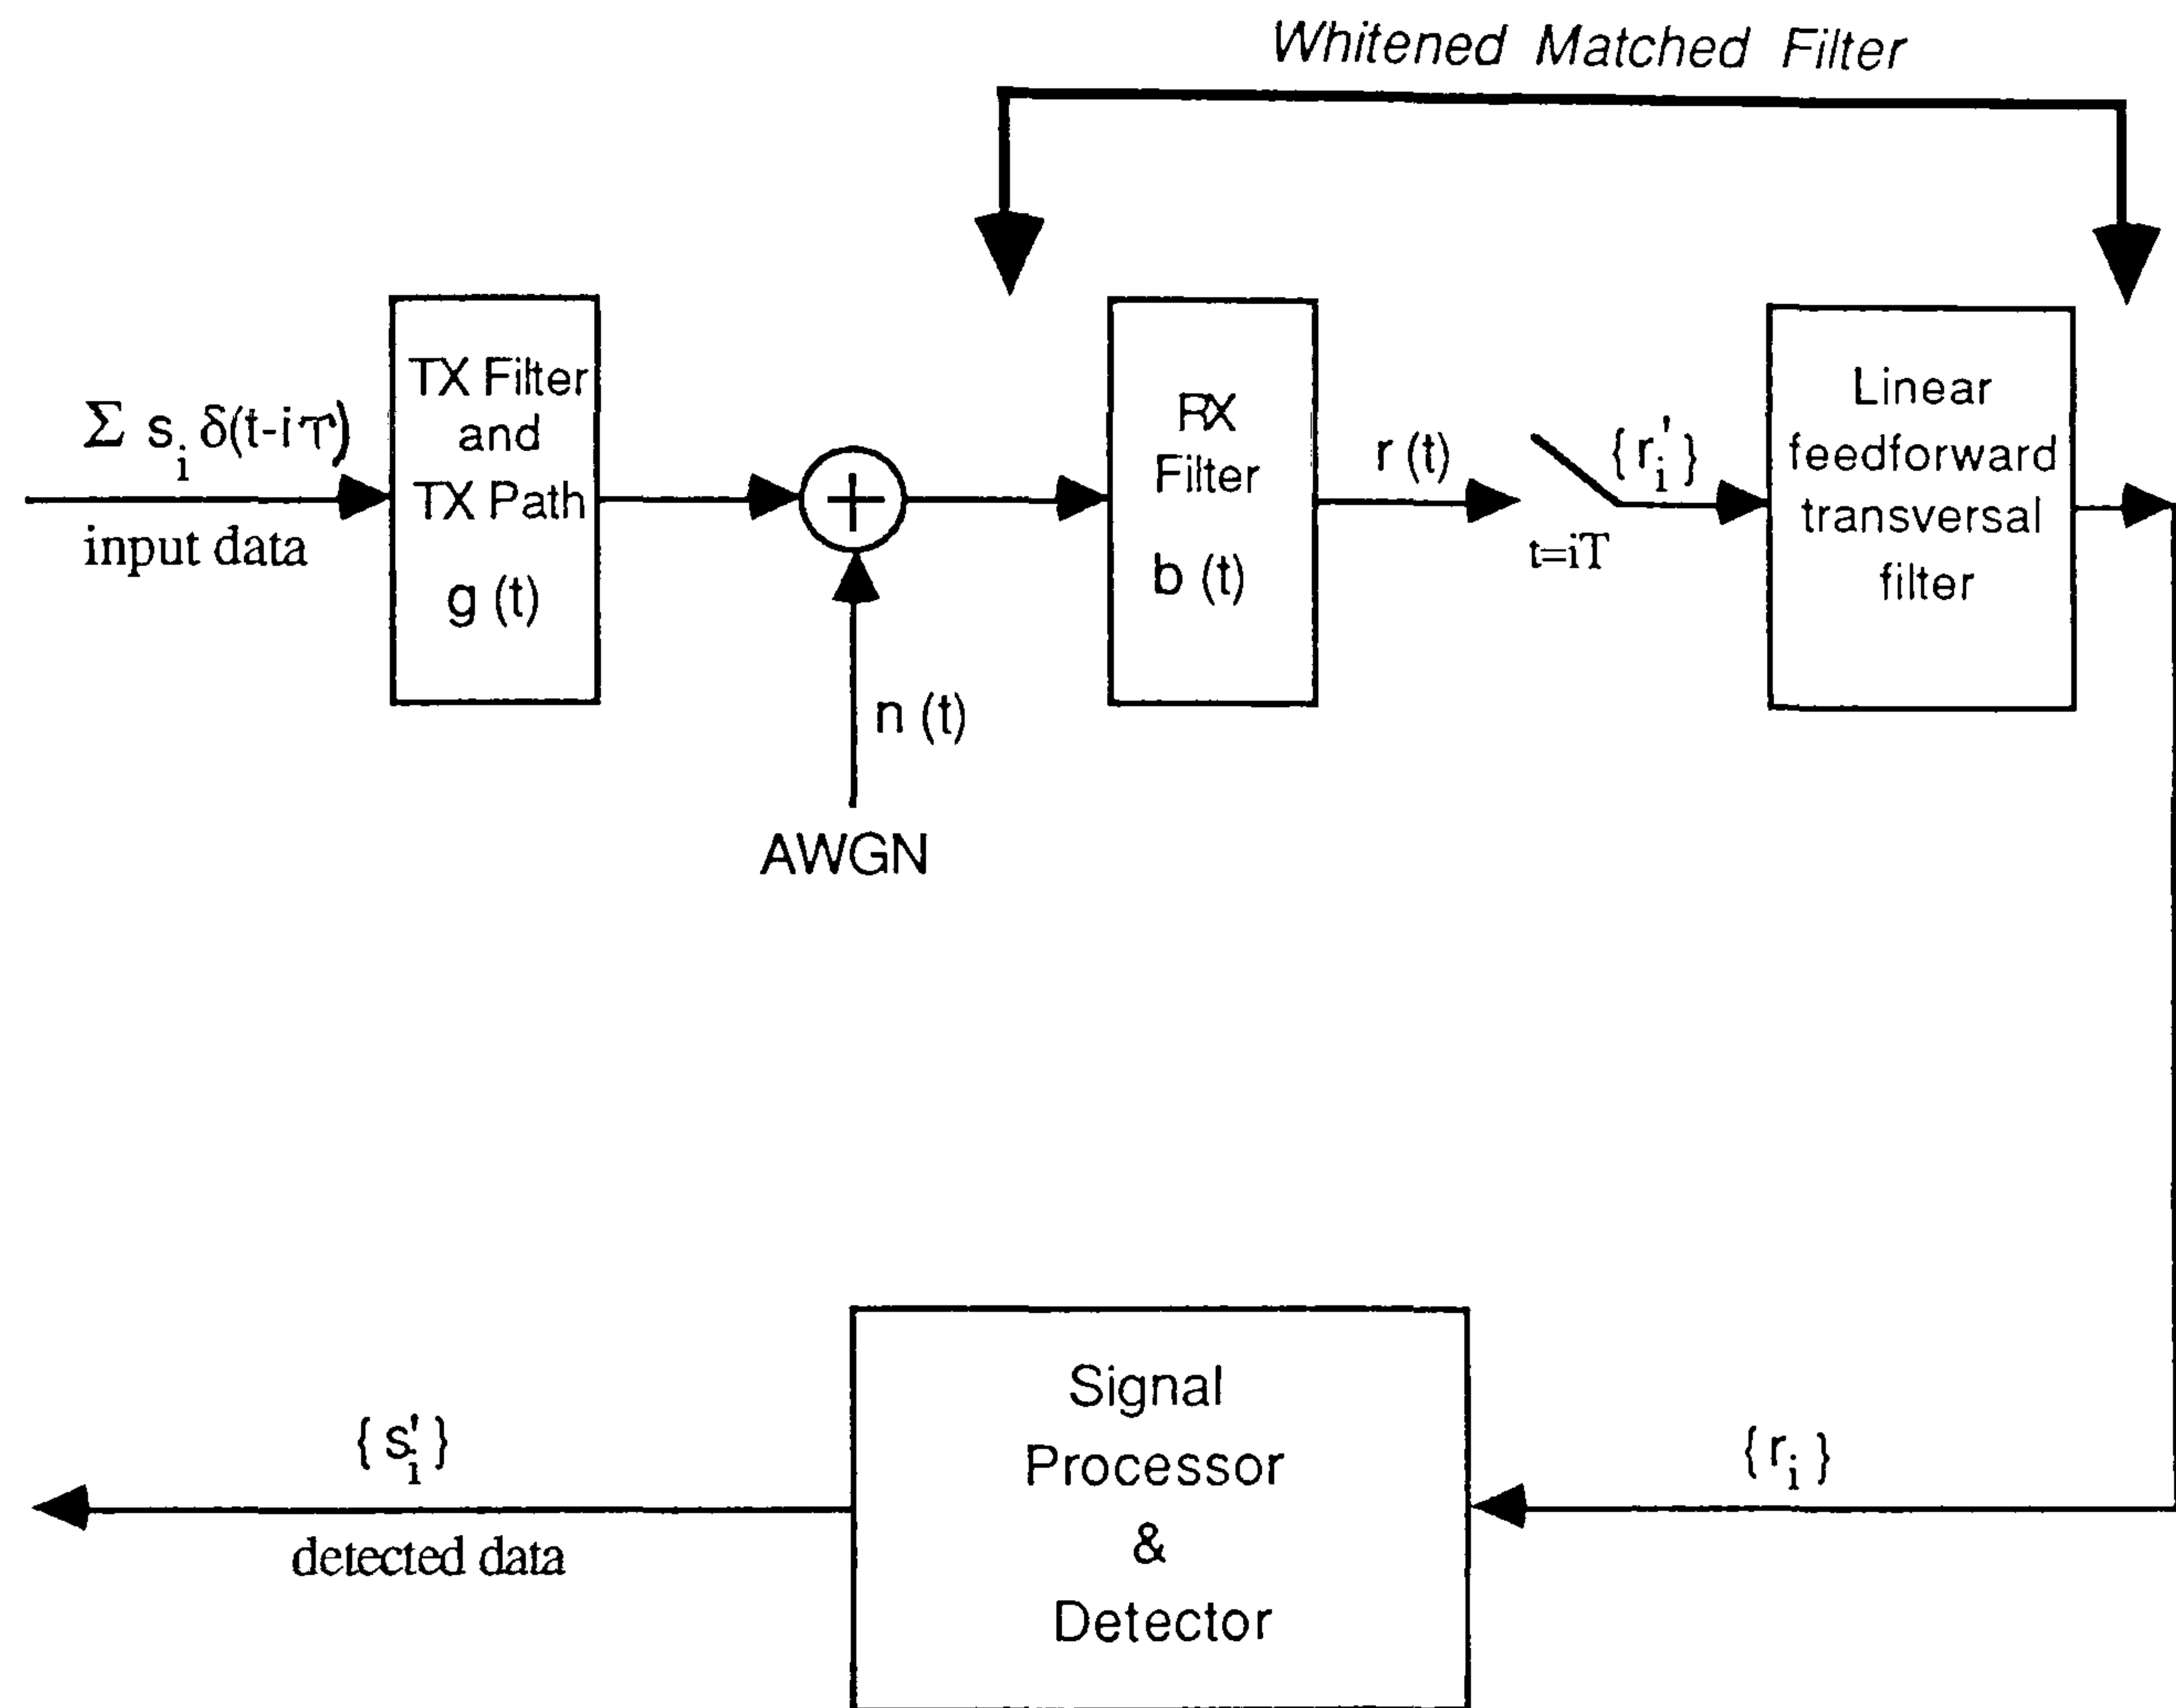 Whitened Matched Filter
Σ s_i δ(t-iT)
input data
TX Filter
and
TX Path
g (t)
n (t)
AWGN
RX
Filter
b (t)
r (t)
t=iT
{r'_i}
Linear
feedforward
transversal
filter
{r_i}
Signal
Processor
&
Detector
{s'_i}
detected data